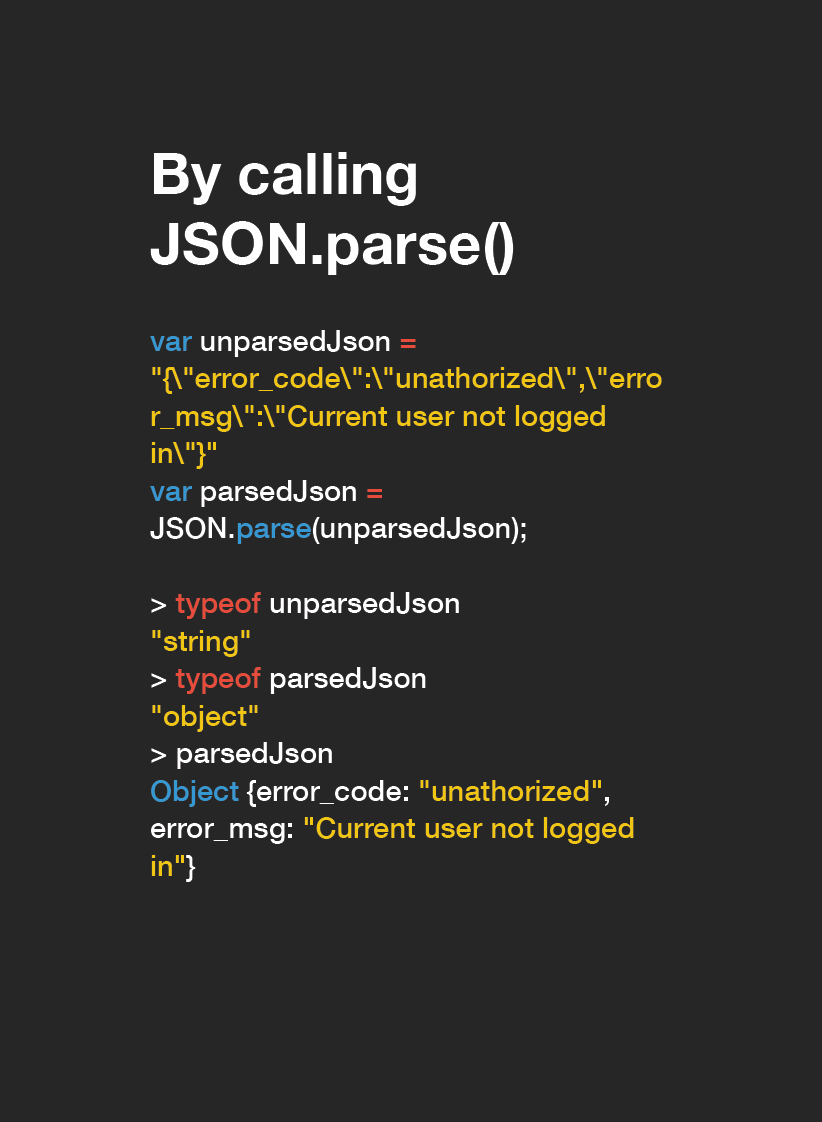 By calling
JSON.parse()
var unparsedJson =
"{\"error_code\":\"unathorized\",\"erro
r_msg\":\"Current user not logged
in\"}"
var parsedJson =
JSON.parse(unparsedJson);
> typeof unparsedJson
"string"
> typeof parsedJson
"object"
> parsedJson
Object {error_code: "unathorized",
error_msg: "Current user not logged
in"}